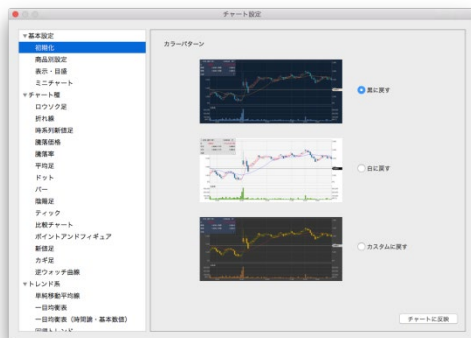 チャート設定
▼基本設定
初期化
商品別設定
表示・目盛
ミニチャート
▼チャート種
ロウソク足
折れ線
時系列新値足
騰落価格
騰落率
平均足
ドット
バー
陰陽足
ティック
比較チャート
ポイントアンドフィギュア
新値足
カギ足
逆ウォッチ曲線
▼トレンド系
単純移動平均線
一目均衡表
一目均衡表（時間論・基本数値）
回帰トレンド
カラーパターン
黒に戻す
白に戻す
カスタムに戻す
チャートに反映